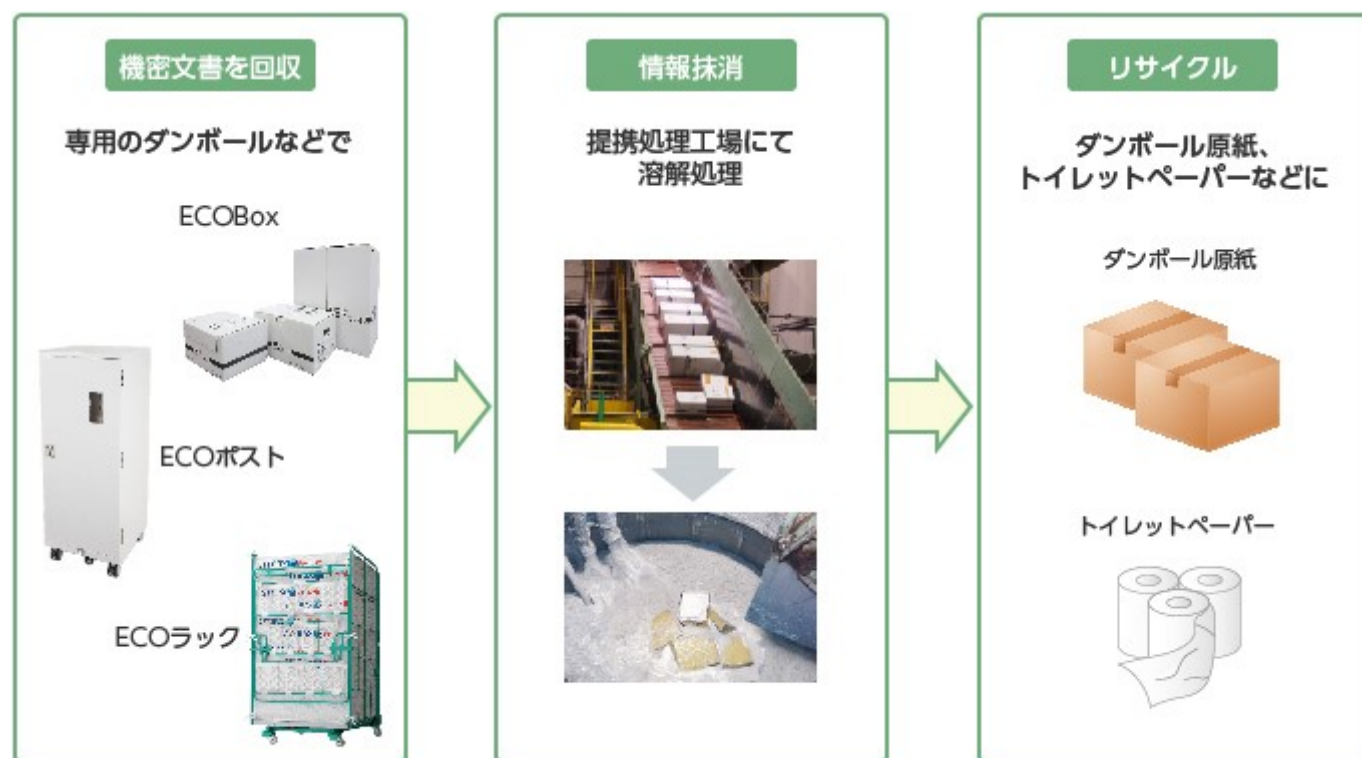 機密文書を回収
専用のダンボールなどで
ECOBox
ECOポスト
ECOラック
情報抹消
提携処理工場にて
溶解処理
リサイクル
ダンボール原紙、
トイレットペーパーなどに
ダンボール原紙
トイレットペーパー